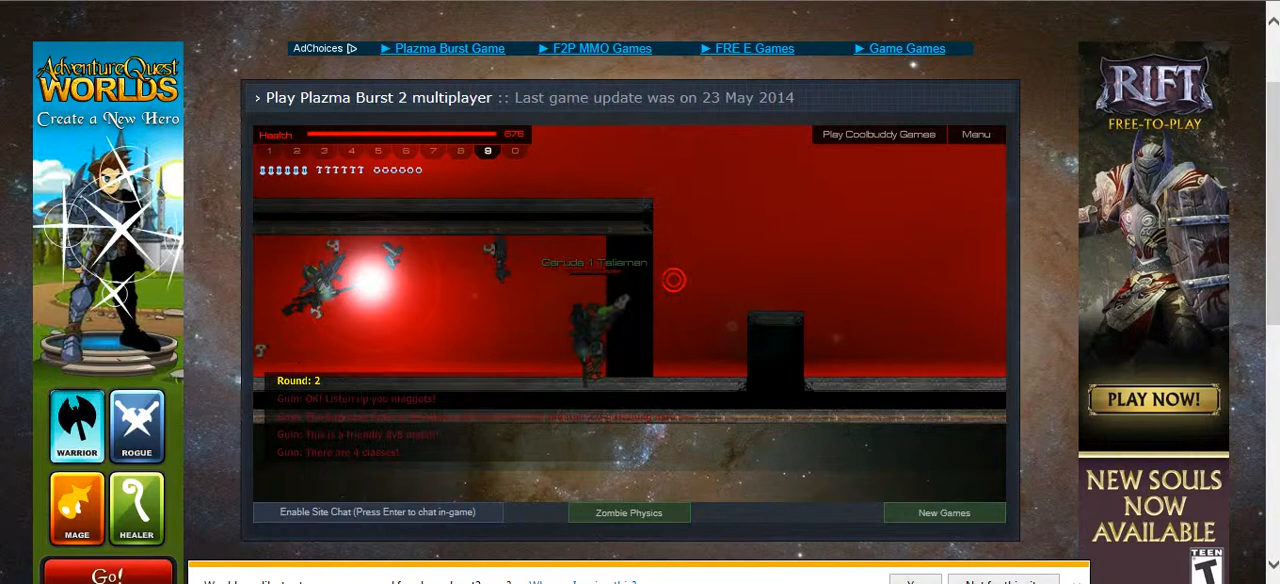 AdChoices
Plazma Burst Game
F2P MMO Games
FRE E Games
Game Games
AdventureQuest
WORLDS
Create a New Hero
WARRIOR
ROGUE
MAGE
HEALER
Go!
› Play Plazma Burst 2 multiplayer :: Last game update was on 23 May 2014
Health 676
Play Coolbuddy Games
Menu
1 2 3 4 5 6 7 8 9 0
Garuda 1 Talisman
Round: 2
Guin: OK! Listen up you maggots!
Guin: This is a friendly
Guin: There are 4 classes!
Enable Site Chat (Press Enter to chat in-game)
Zombie Physics
New Games
RIFT
FREE-TO-PLAY
PLAY NOW!
NEW SOULS
NOW
AVAILABLE
TEEN
T